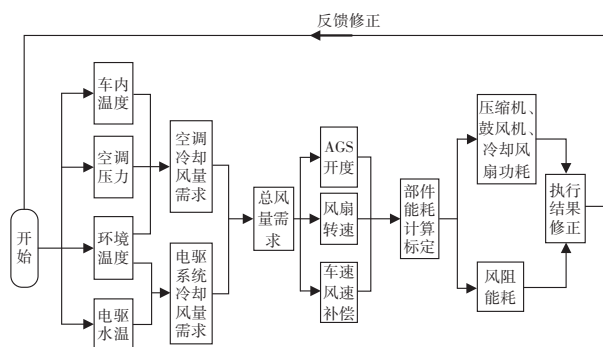 反馈修正
开
始
车内
温度
空调
压力
环境
温度
电驱
水温
空调
冷却
风量
需求
电驱
系统
冷却
风量
需求
总风
量需
求
AGS
开度
风扇
转速
车速
风速
补偿
部件
能耗
计算
标定
压缩机、
鼓风机、
冷却风
扇功耗
风阻
能耗
执行
结果
修正